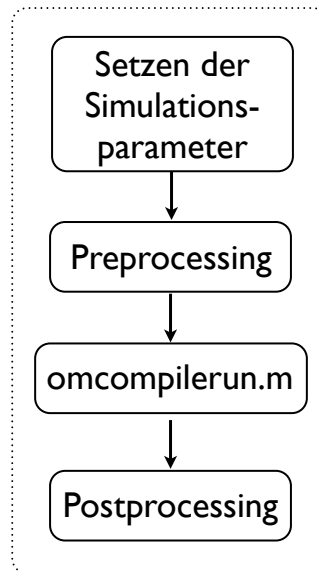 Setzen der
Simulations-
parameter
Preprocessing
omcompilerun.m
Postprocessing